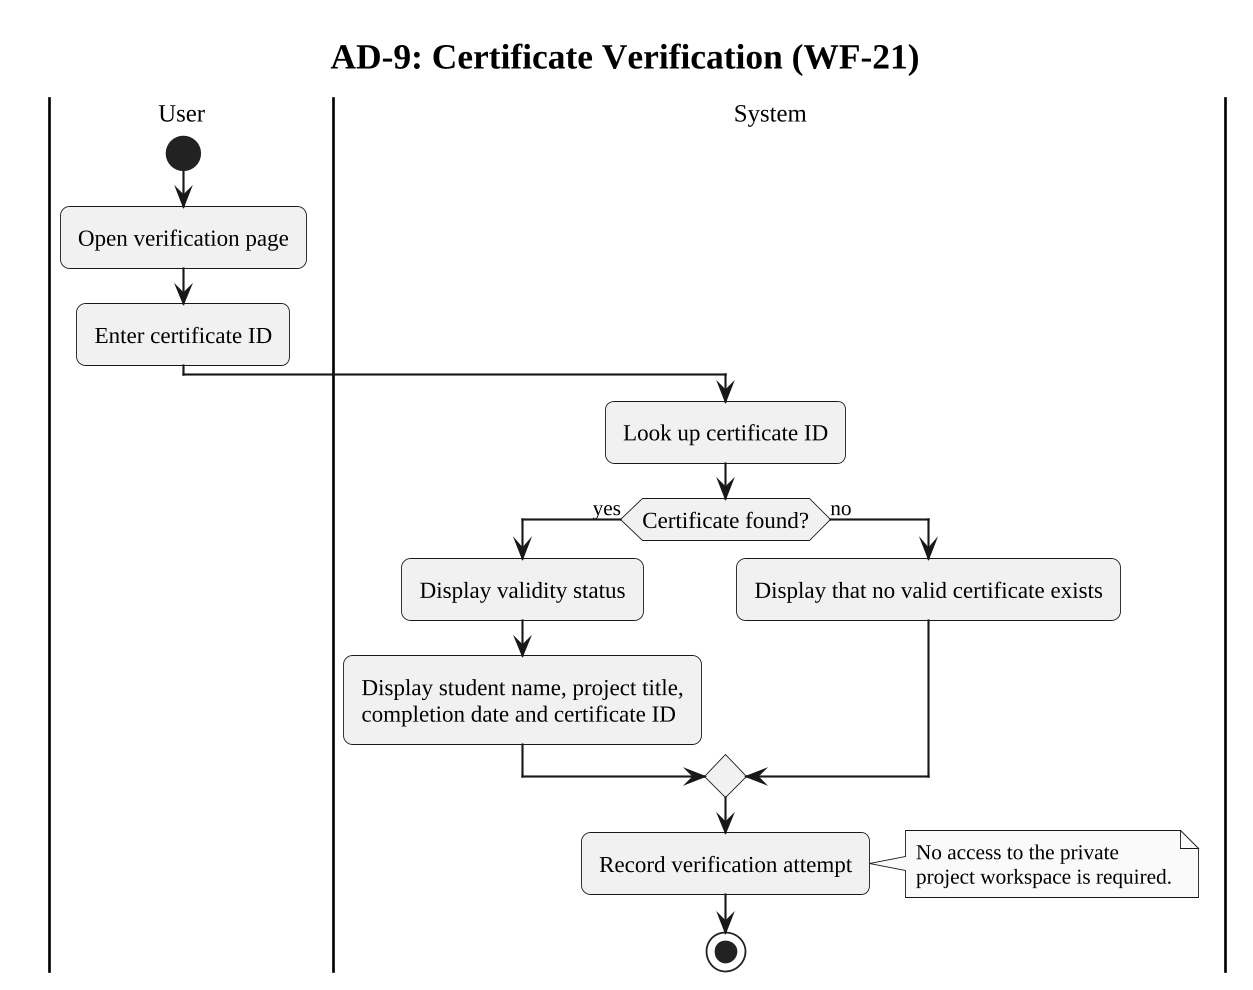 AD-9: Certificate Verification (WF-21)
User
System
Open verification page
Enter certificate ID
Look up certificate ID
yes
Certificate found?
no
Display validity status
Display that no valid certificate exists
Display student name, project title,
completion date and certificate ID
Record verification attempt
No access to the private
project workspace is required.